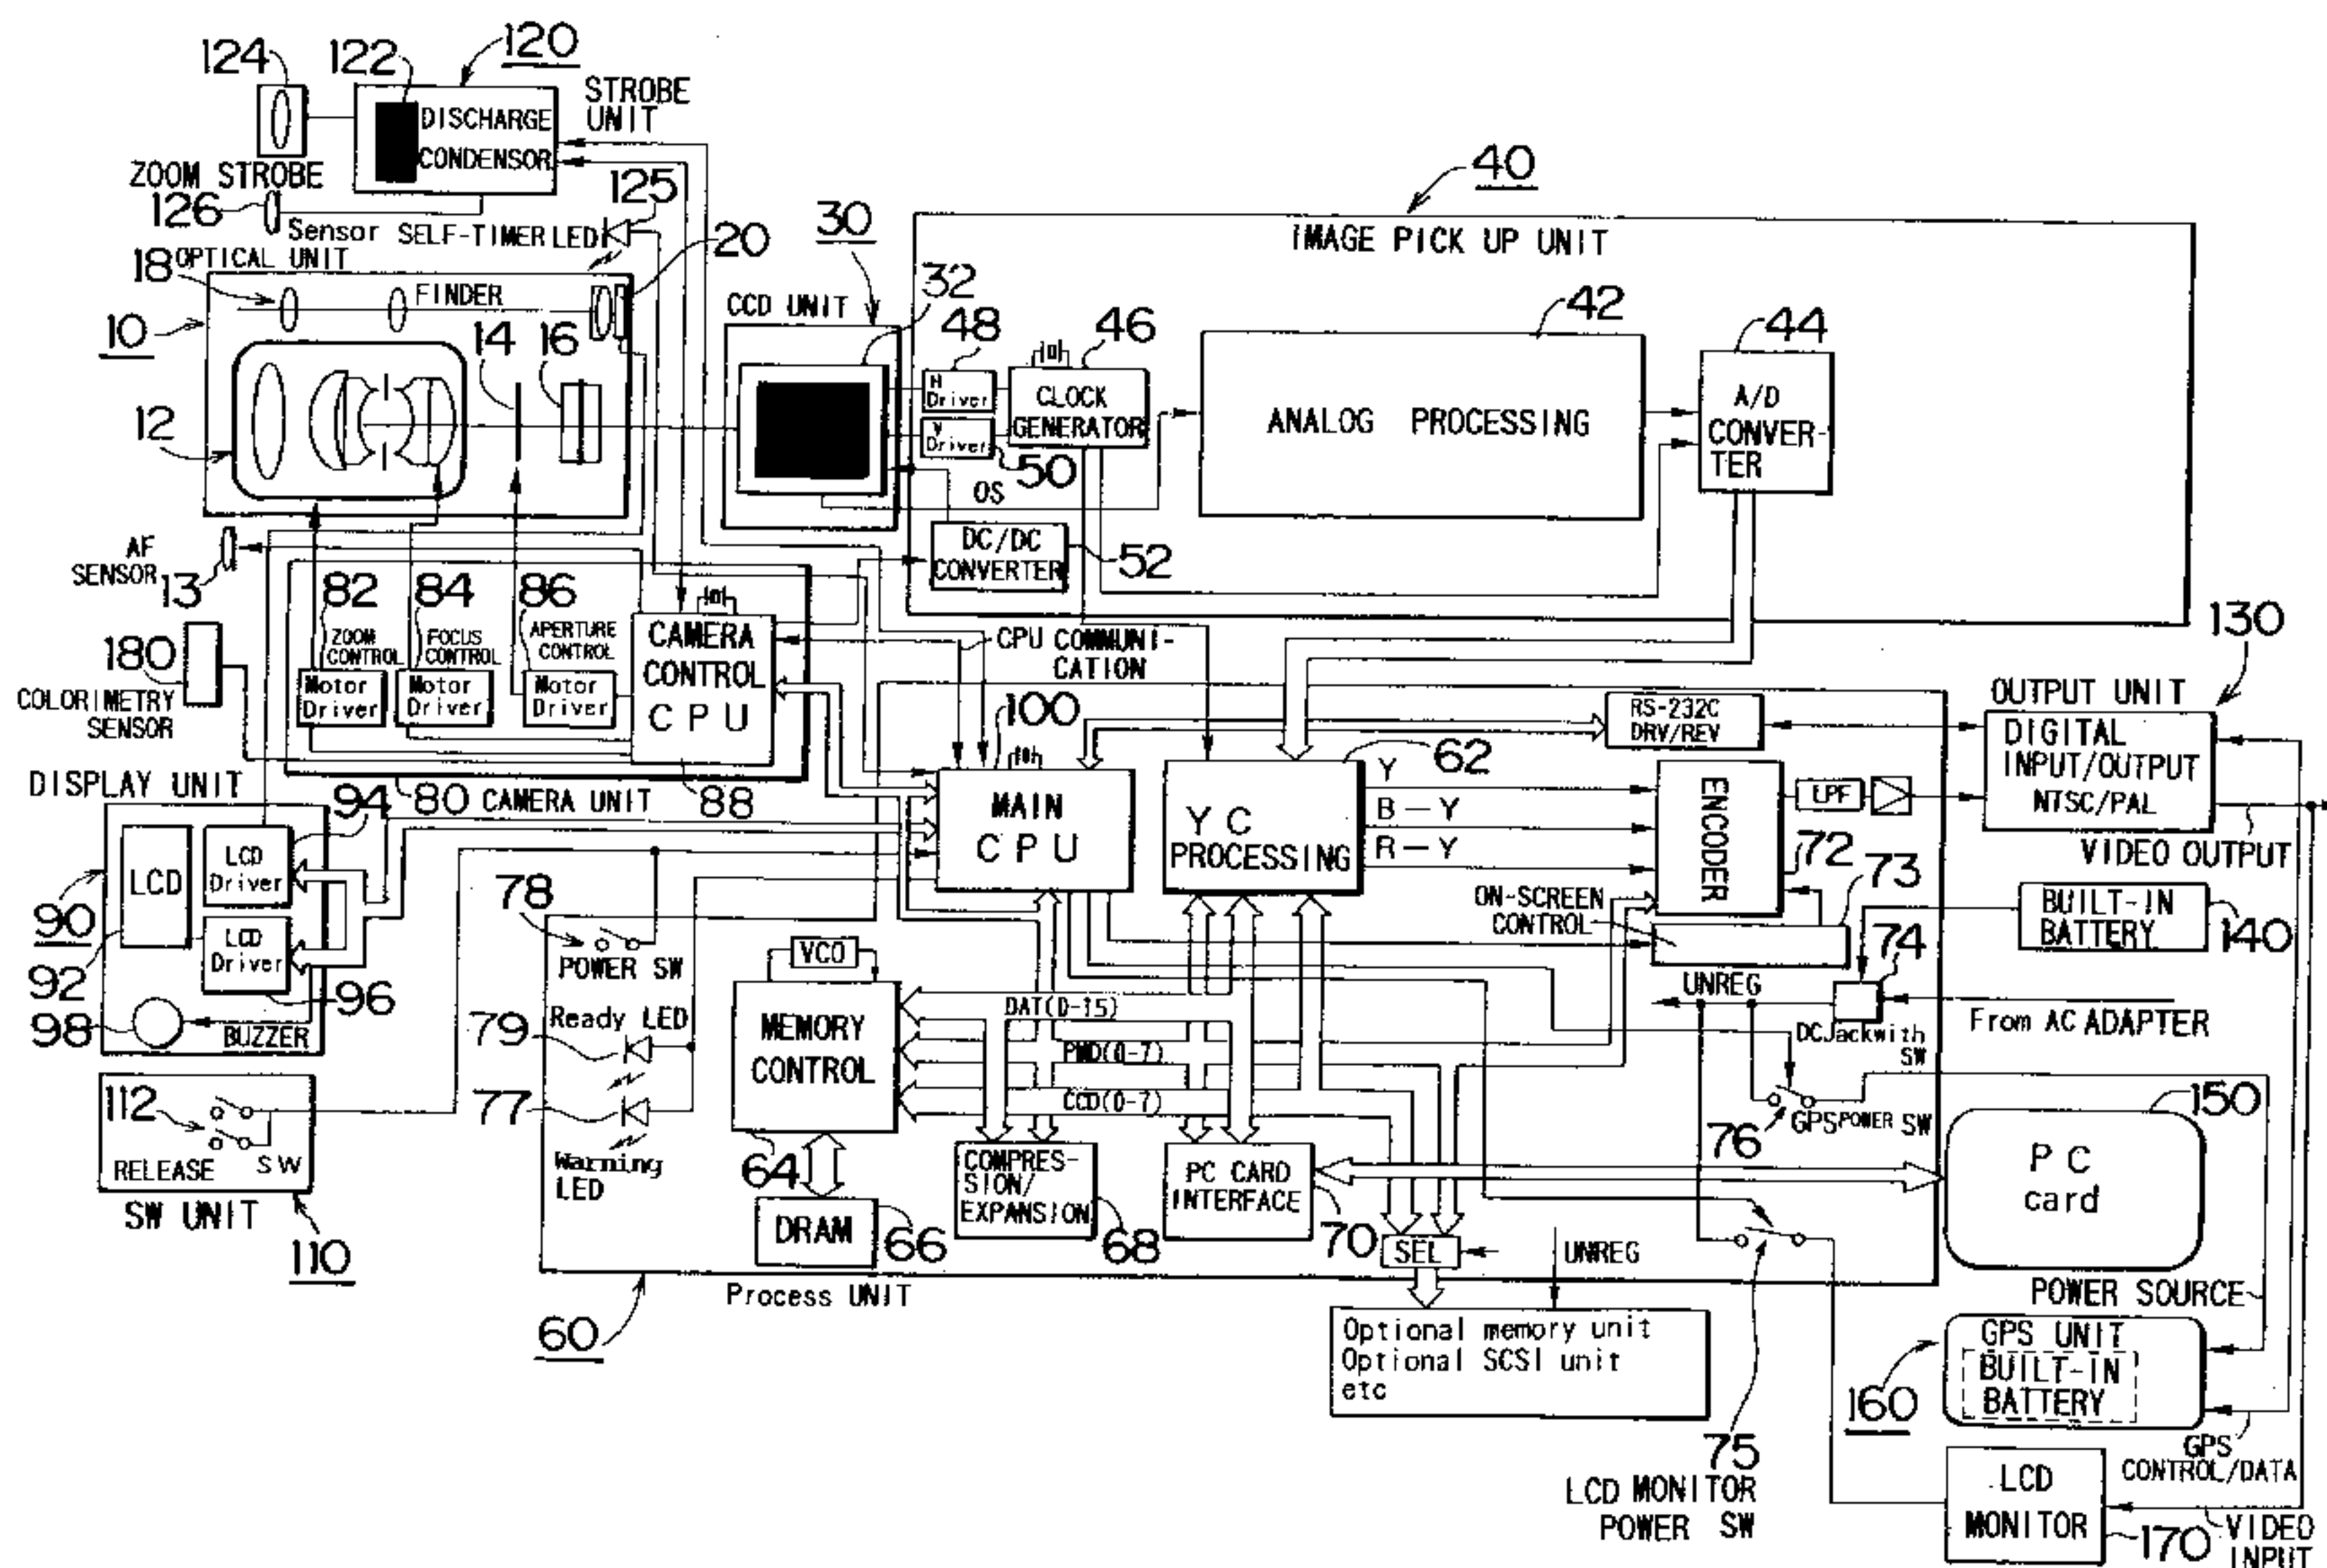 124
122
120
DISCHARGE
CONDENSOR
STROBE
UNIT
ZOOM STROBE
126
Sensor
SELF-TIMER LED
125
20
18
OPTICAL UNIT
FINDER
10
12
14
16
CCD UNIT
30
32
40
IMAGE PICK UP UNIT
48
H
Driver
V
Driver
50
46
CLOCK
GENERATOR
OS
42
ANALOG PROCESSING
44
A/D
CONVER-
TER
DC/DC
CONVERTER
52
AF
SENSOR
13
180
COLORIMETRY
SENSOR
82
ZOOM
CONTROL
Motor
Driver
84
FOCUS
CONTROL
Motor
Driver
86
APERTURE
CONTROL
Motor
Driver
CAMERA
CONTROL
CPU
88
80 CAMERA UNIT
CPU COMMUNI-
CATION
100
MAIN
CPU
62
YC
PROCESSING
Y
B-Y
R-Y
RS-232C
DRV/REV
ENCODER
72
LPF
130
OUTPUT UNIT
DIGITAL
INPUT/OUTPUT
NTSC/PAL
VIDEO OUTPUT
ON-SCREEN
CONTROL
73
BUILT-IN
BATTERY
140
74
UNREG
DC Jack with
SW
From AC ADAPTER
76
GPS POWER SW
DISPLAY UNIT
90
92
LCD
94
LCD
Driver
LCD
Driver
96
98
BUZZER
112
RELEASE SW
SW UNIT
110
78
POWER SW
79
Ready LED
77
Warning
LED
VCO
MEMORY
CONTROL
64
DRAM
66
DAT(0-15)
PMD(0-7)
CCD(0-7)
COMPRES-
SION/
EXPANSION
68
PC CARD
INTERFACE
70
SEL
UNREG
Process UNIT
60
Optional memory unit
Optional SCSI unit
etc
75
LCD MONITOR
POWER SW
150
PC
card
POWER SOURCE
160
GPS UNIT
BUILT-IN
BATTERY
GPS
CONTROL/DATA
LCD
MONITOR
170
VIDEO
INPUT